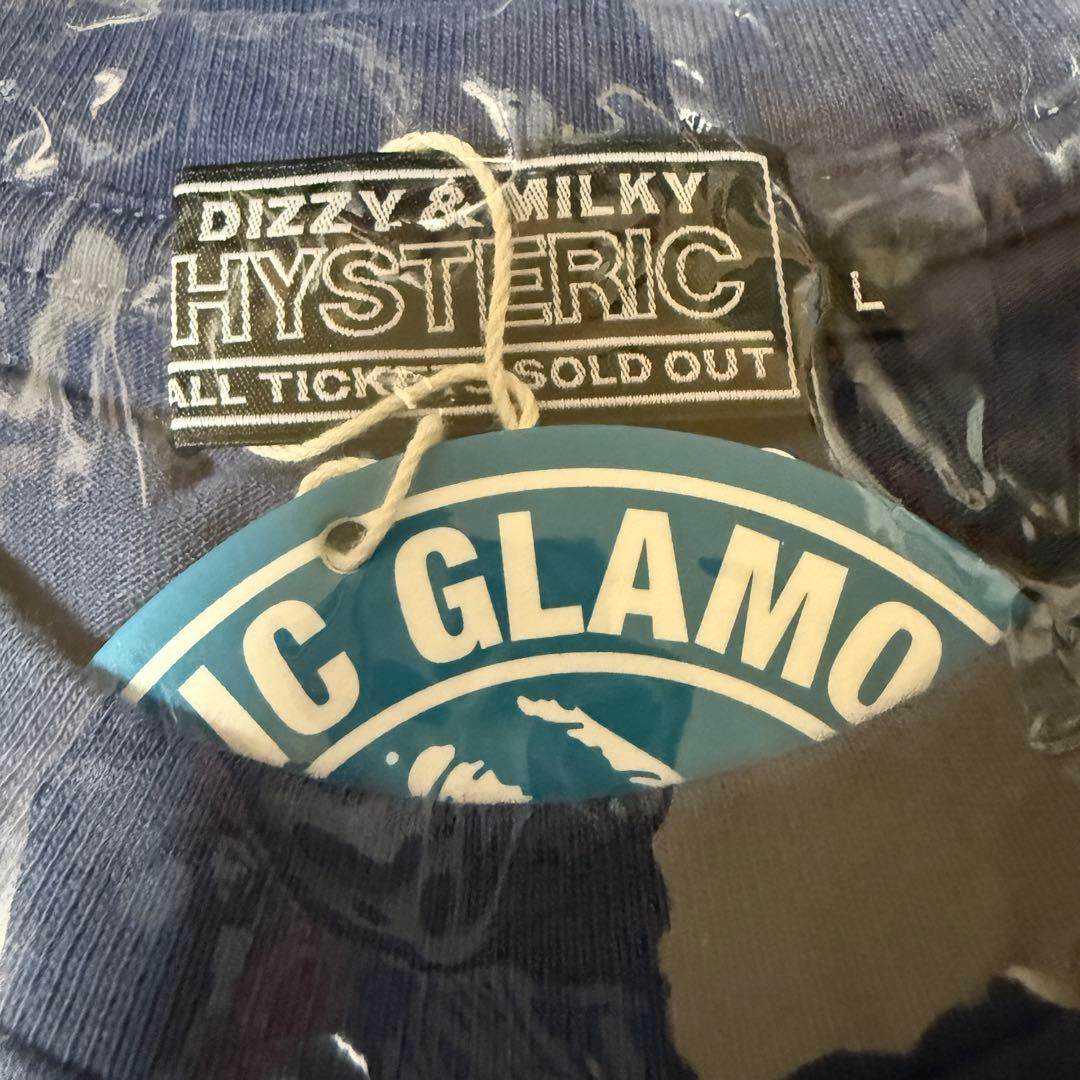 DIZZY & MILKY
HYSTERIC
ALL TICKETS SOLD OUT
L
IC GLAMO